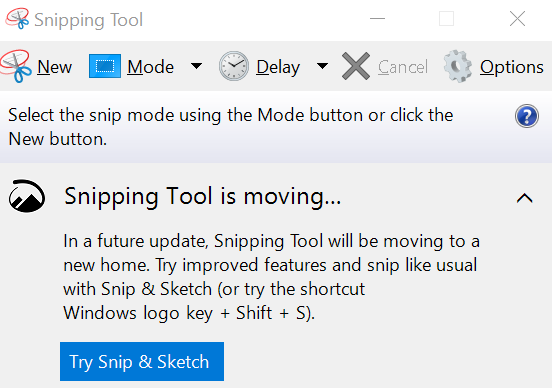 Snipping Tool
New Mode Delay Cancel Options
Select the snip mode using the Mode button or click the
New button.
?
Snipping Tool is moving...
In a future update, Snipping Tool will be moving to a
new home. Try improved features and snip like usual
with Snip & Sketch (or try the shortcut
Windows logo key + Shift + S).
Try Snip & Sketch